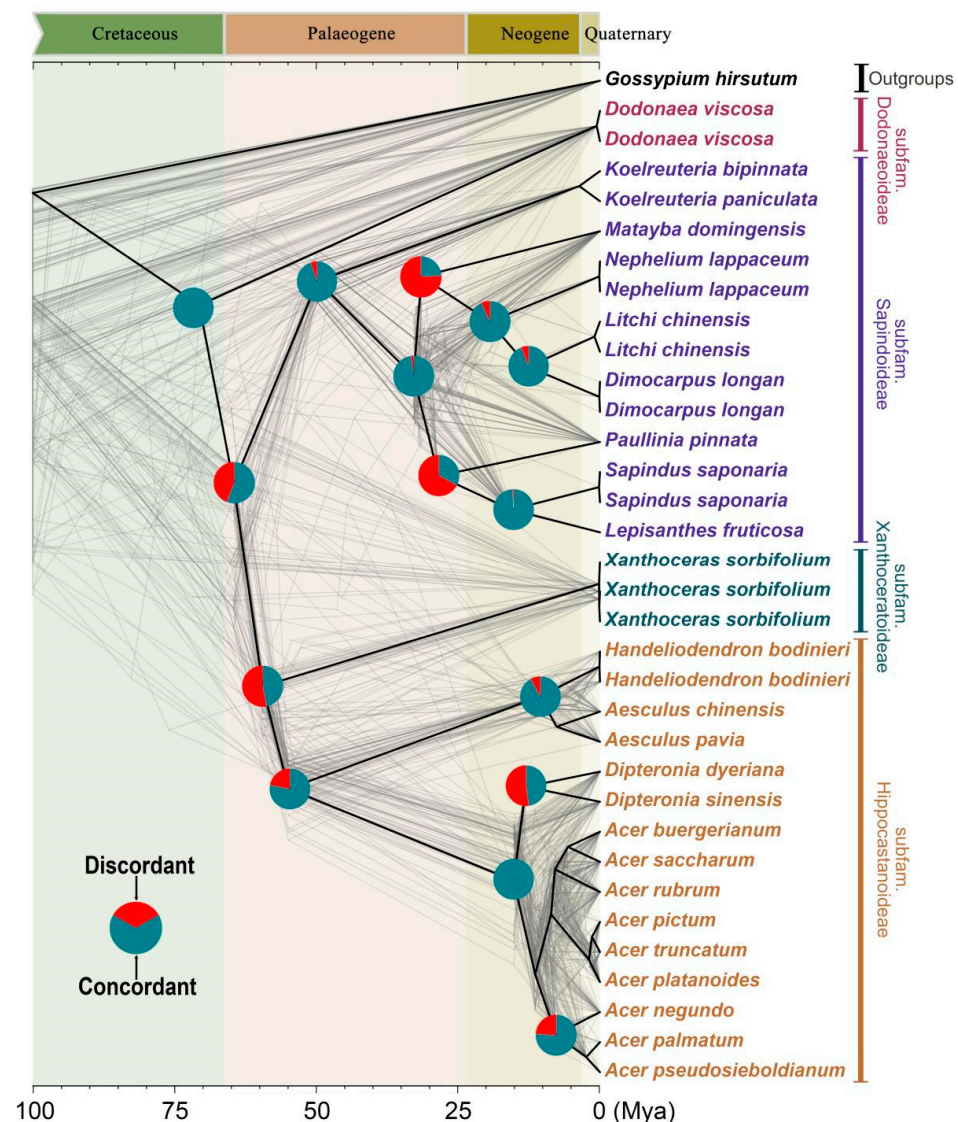 Cretaceous
Palaeogene
Neogene
Quaternary
Gossypium hirsutum
Outgroups
Dodonaea viscosa
Dodonaea viscosa
subfam.
Dodonaeoideae
Koelreuteria bipinnata
Koelreuteria paniculata
Matayba domingensis
Nephelium lappaceum
Nephelium lappaceum
Litchi chinensis
Litchi chinensis
Dimocarpus longan
Dimocarpus longan
Paullinia pinnata
Sapindus saponaria
Sapindus saponaria
Lepisanthes fruticosa
subfam.
Sapindoideae
Xanthoceras sorbifolium
Xanthoceras sorbifolium
Xanthoceras sorbifolium
subfam.
Xanthoceratoideae
Handeliodendron bodinieri
Handeliodendron bodinieri
Aesculus chinensis
Aesculus pavia
Dipteronia dyeriana
Dipteronia sinensis
Acer buergerianum
Acer saccharum
Acer rubrum
Acer pictum
Acer truncatum
Acer platanoides
Acer negundo
Acer palmatum
Acer pseudosieboldianum
subfam.
Hippocastanoideae
Discordant
Concordant
100 75 50 25 0 (Mya)